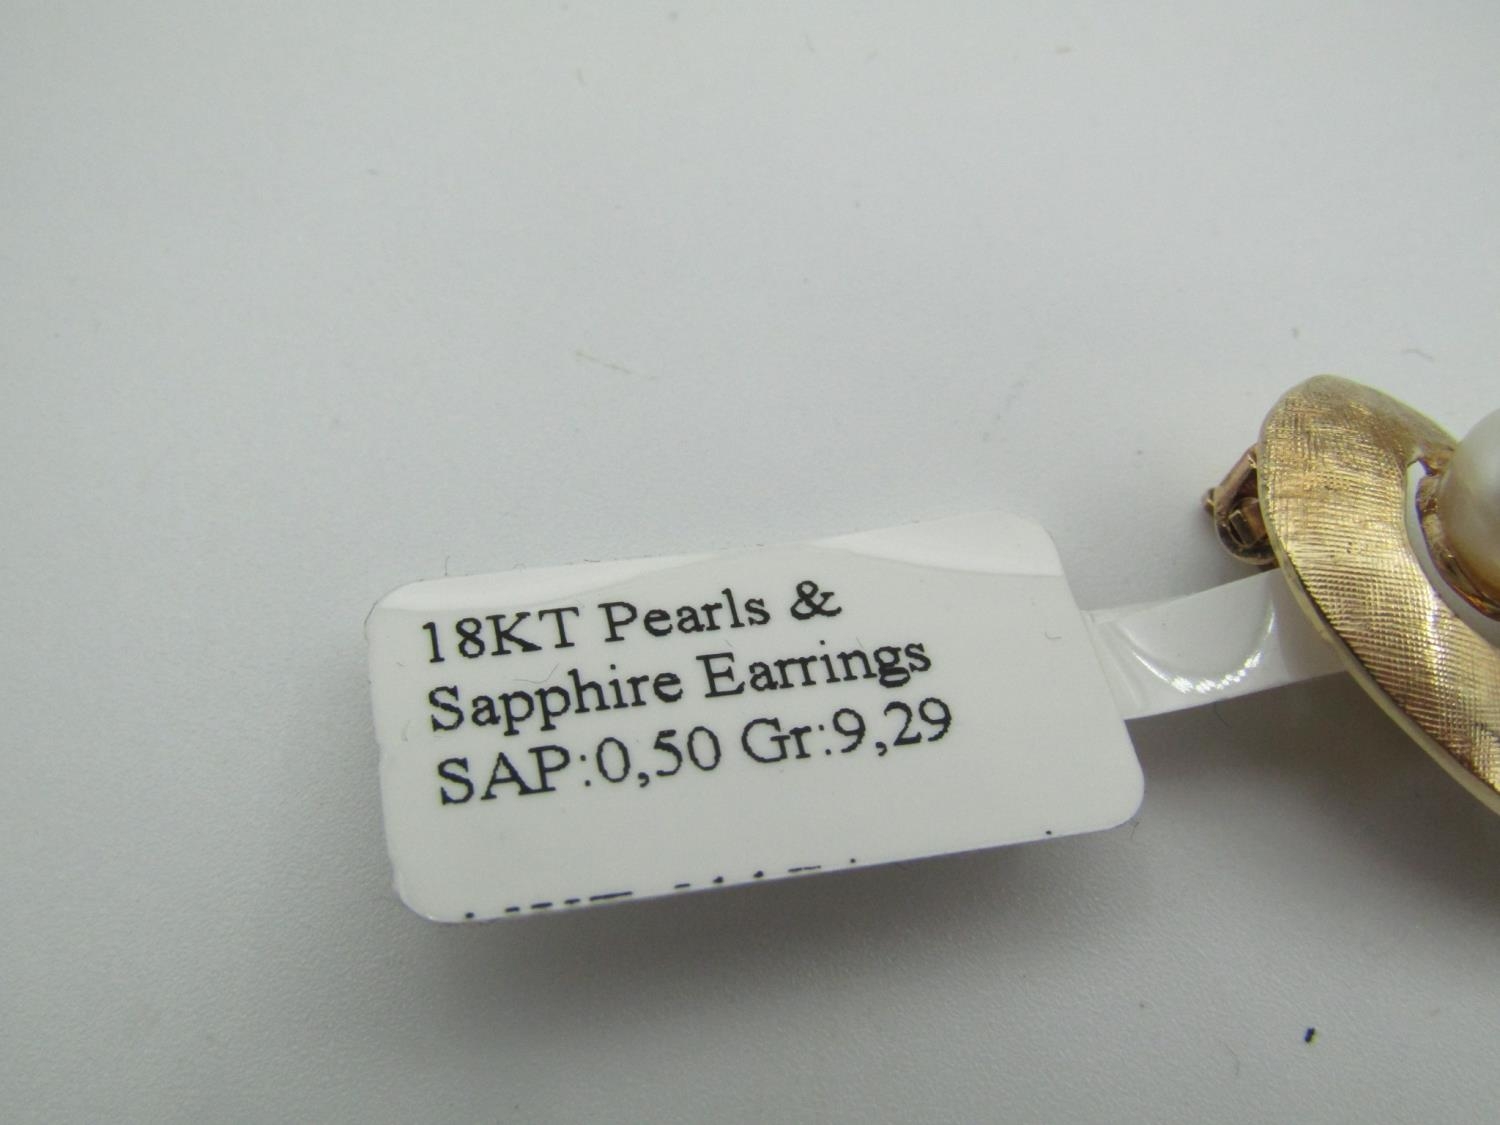 18KT Pearls &
Sapphire Earrings
SAP:0,50 Gr:9,29